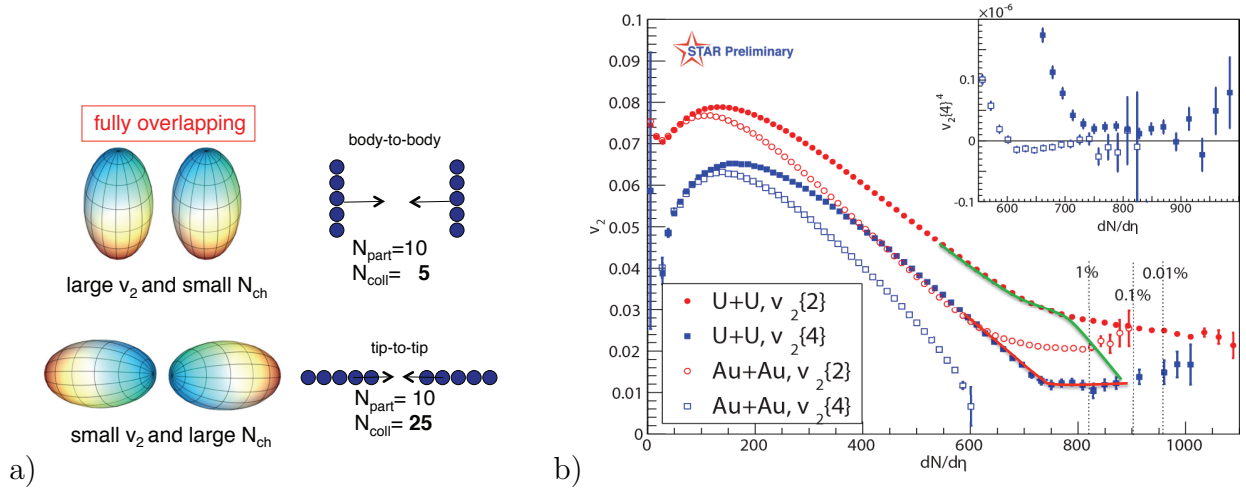 fully overlapping
large v2 and small Nch
body-to-body
Npart=10
Ncoll= 5
small v2 and large Nch
tip-to-tip
Npart=10
Ncoll= 25
a)
b)
STAR Preliminary
v2
0.1
0.09
0.08
0.07
0.06
0.05
0.04
0.03
0.02
0.01
0
0 200 400 600 800 1000
dN/dη
U+U, v 2{2}
U+U, v 2{4}
Au+Au, v 2{2}
Au+Au, v 2{4}
1%
0.1%
0.01%
×10-6
v2{4}4
0.1
0
-0.1
600 700 800 900
dN/dη